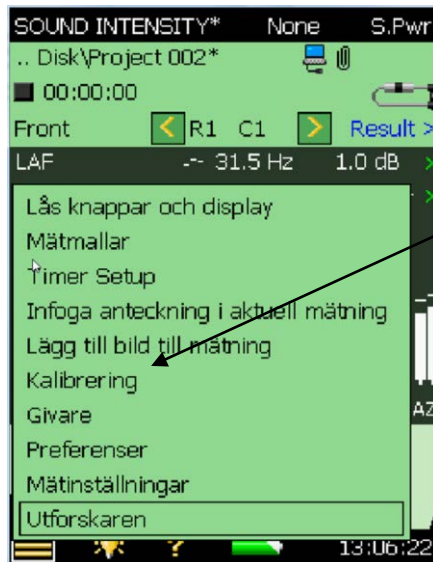 SOUND INTENSITY* None S.Pwr
.. Disk\Project 002*
00:00:00
Front < R1 C1 > Result >
LAF -.-- 31.5 Hz 1.0 dB >
Lås knappar och display
Mätmallar
Timer Setup
Infoga anteckning i aktuell mätning
Lägg till bild till mätning
Kalibrering
Givare
AZ
Preferenser
Mätinställningar
Utforskaren
? 13:06:22